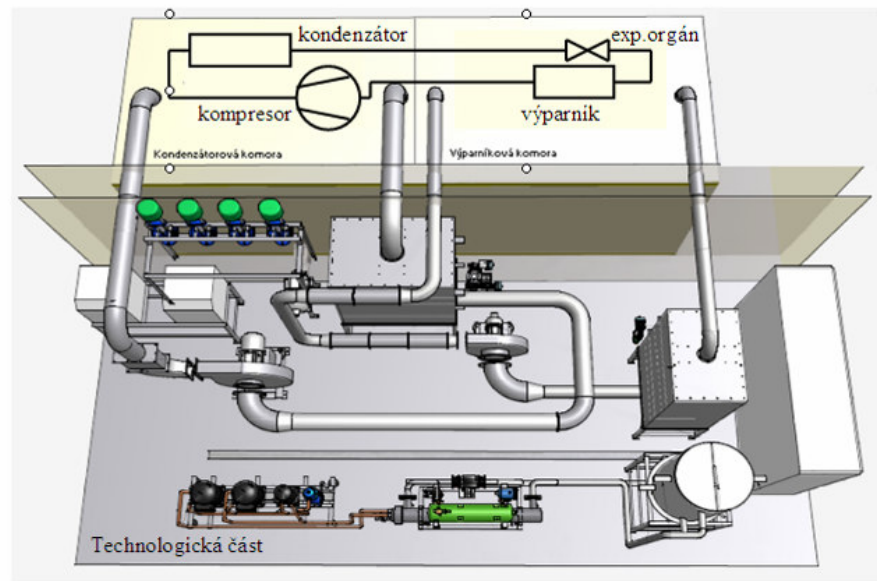 kondenzátor
exp.orgán
kompresor
výparník
Kondenzátorová komora
Výparníková komora
Technologická část